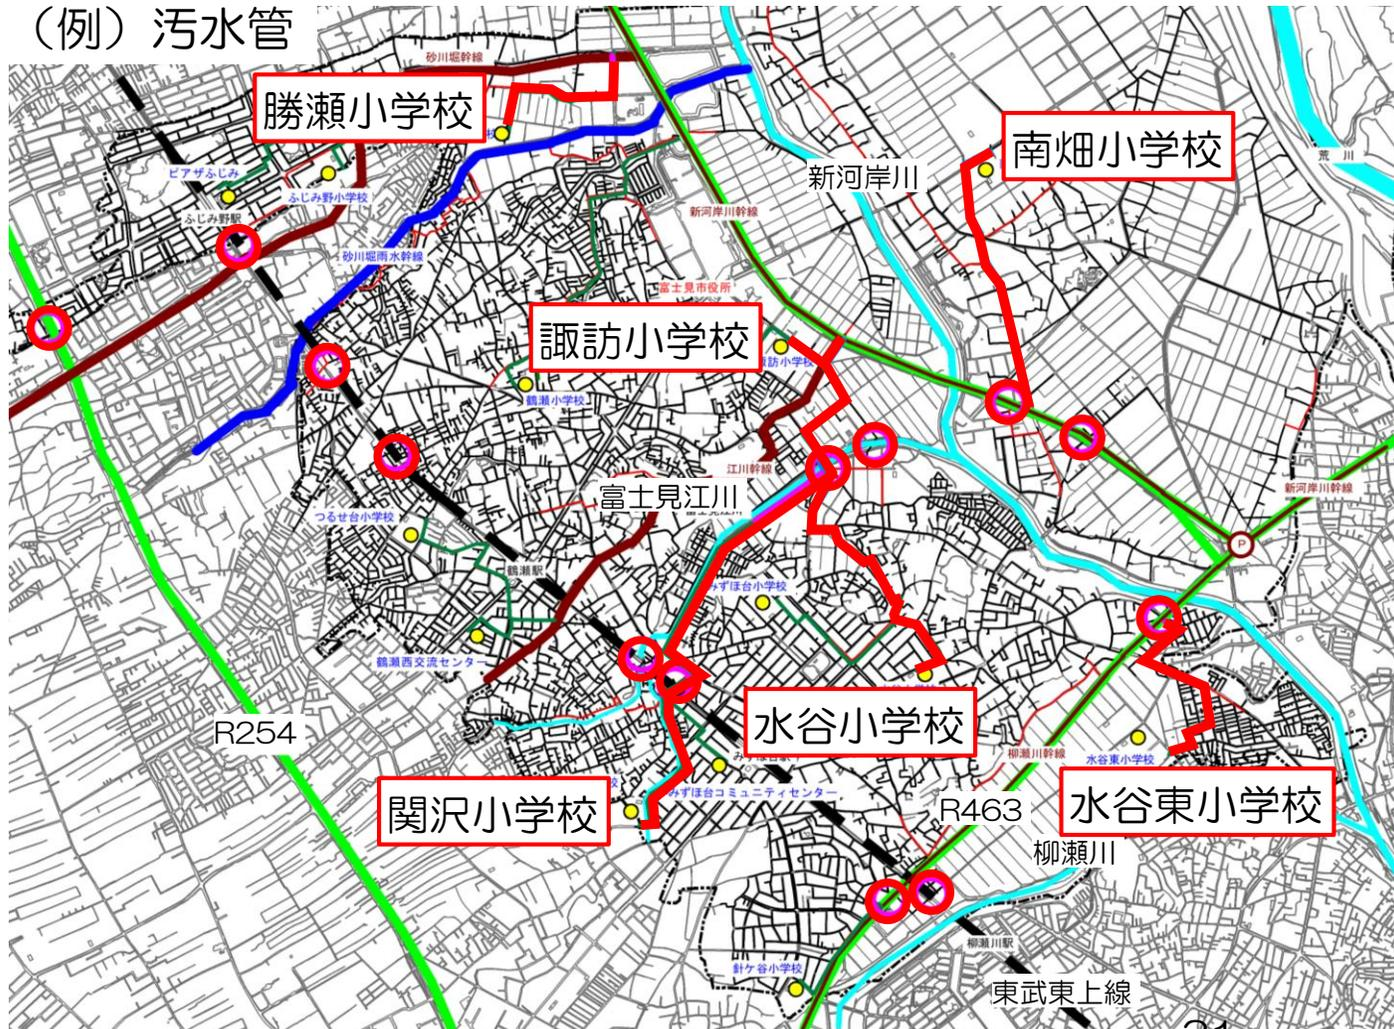 （例）汚水管
砂川堀幹線
勝瀬小学校
南畑小学校
荒川
ピアザふじみ
ふじみ野小学校
ふじみ野駅
新河岸川
新河岸川幹線
砂川堀雨水幹線
富士見市役所
諏訪小学校
諏訪小学校
鶴瀬小学校
江川幹線
富士見江川
新河岸川幹線
つるせ台小学校
P
鶴瀬駅
みずほ台小学校
鶴瀬西交流センター
R254
水谷小学校
柳瀬川幹線
水谷東小学校
関沢小学校
みずほ台コミュニティセンター
R463
水谷東小学校
柳瀬川
柳瀬川駅
針ケ谷小学校
東武東上線